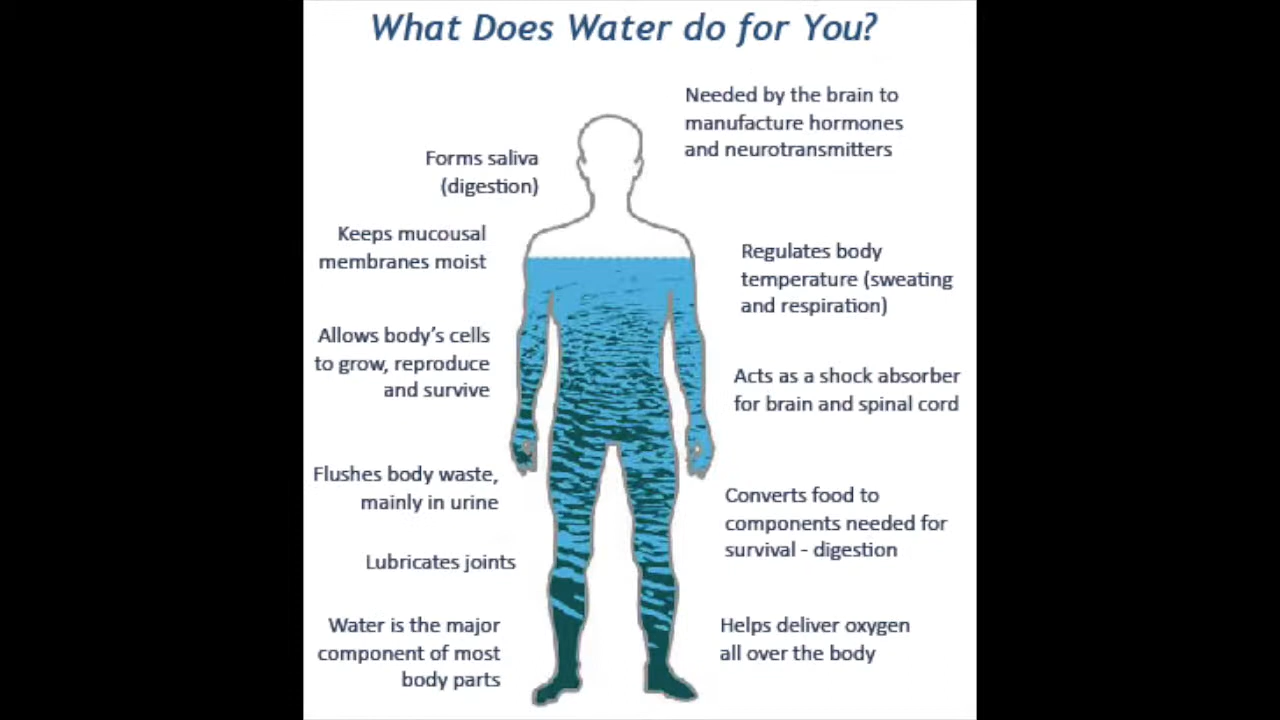 What Does Water do for You?
Needed by the brain to
manufacture hormones
and neurotransmitters
Forms saliva
(digestion)
Keeps mucousal
membranes moist
Regulates body
temperature (sweating
and respiration)
Allows body's cells
to grow, reproduce
and survive
Acts as a shock absorber
for brain and spinal cord
Flushes body waste,
mainly in urine
Converts food to
components needed for
survival - digestion
Lubricates joints
Water is the major
component of most
body parts
Helps deliver oxygen
all over the body